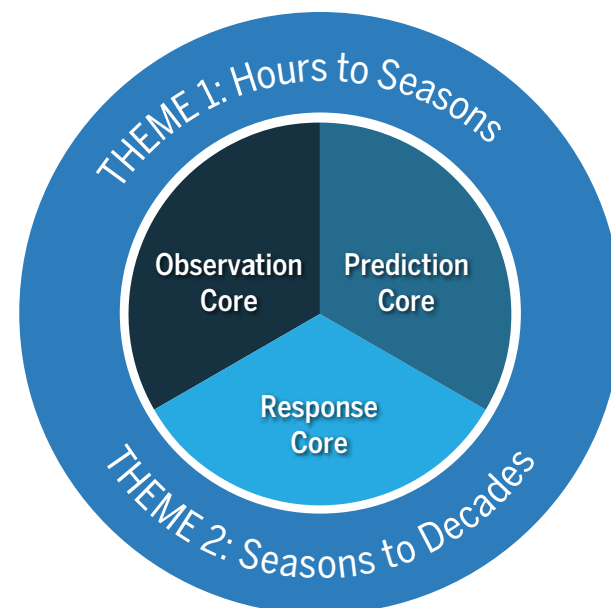 THEME 1: Hours to Seasons
Observation
Core
Prediction
Core
Response
Core
THEME 2: Seasons to Decades